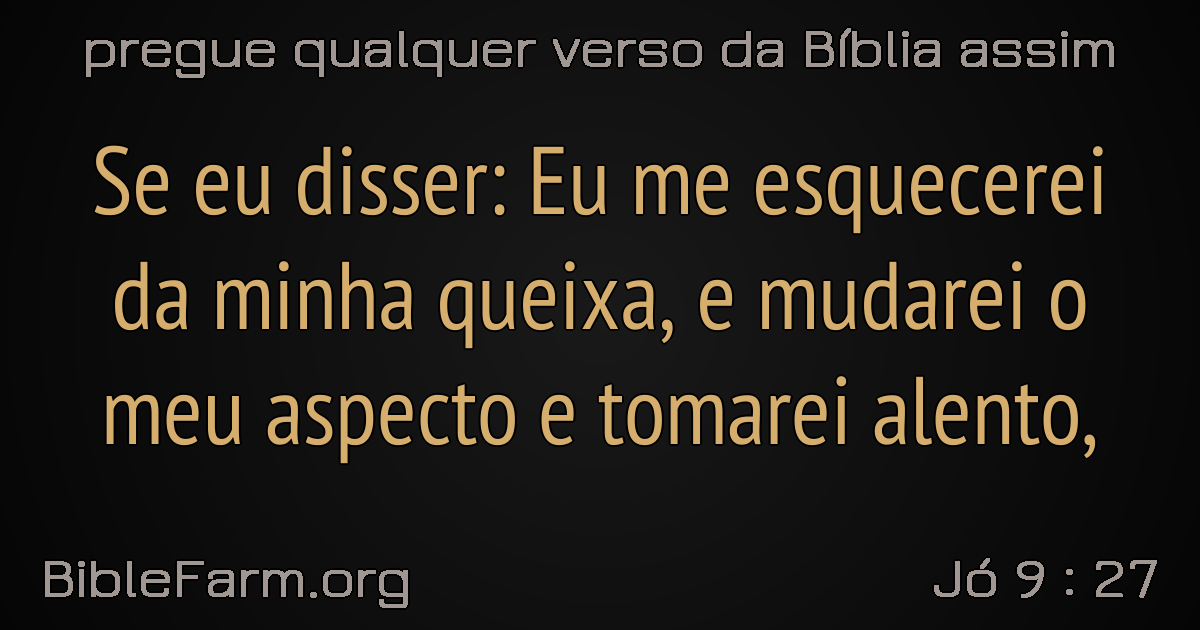 pregue qualquer verso da Bíblia assim
Se eu disser: Eu me esquecerei
da minha queixa, e mudarei o
meu aspecto e tomarei alento,
BibleFarm.org
Jó 9 : 27